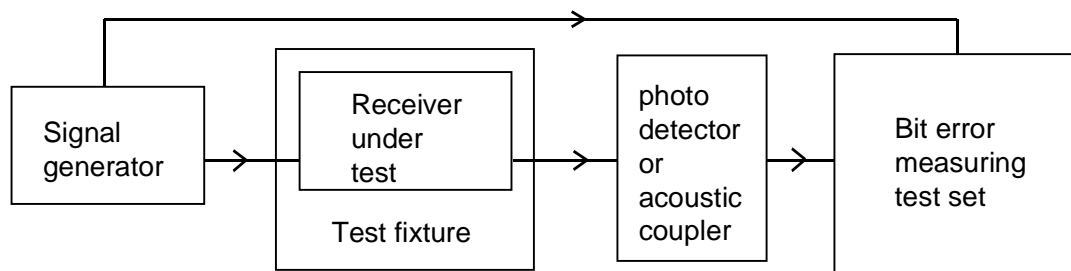 Signal
generator
Receiver
under
test
Test fixture
photo
detector
or
acoustic
coupler
Bit error
measuring
test set